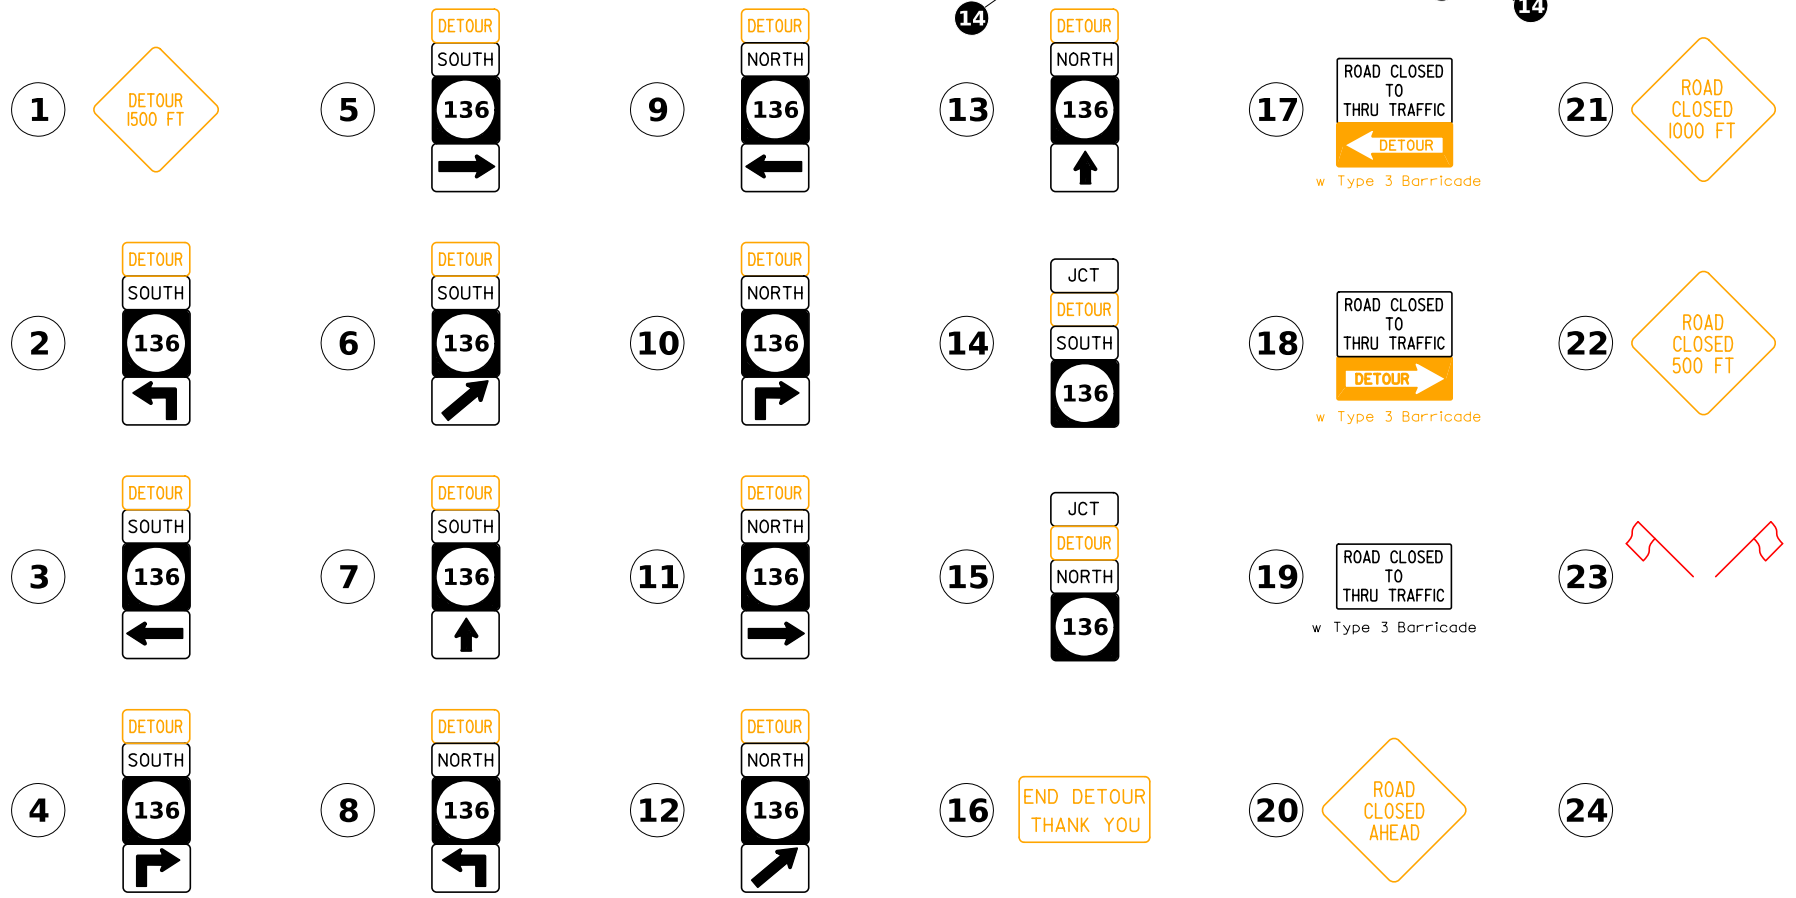 14
14
1
DETOUR
1500 FT
2
DETOUR
SOUTH
136
3
DETOUR
SOUTH
136
4
DETOUR
SOUTH
136
5
DETOUR
SOUTH
136
6
DETOUR
SOUTH
136
7
DETOUR
SOUTH
136
8
DETOUR
NORTH
136
9
DETOUR
NORTH
136
10
DETOUR
NORTH
136
11
DETOUR
NORTH
136
12
DETOUR
NORTH
136
13
DETOUR
NORTH
136
14
JCT
DETOUR
SOUTH
136
15
JCT
DETOUR
NORTH
136
16
END DETOUR
THANK YOU
17
ROAD CLOSED
TO
THRU TRAFFIC
DETOUR
w Type 3 Barricade
18
ROAD CLOSED
TO
THRU TRAFFIC
DETOUR
w Type 3 Barricade
19
ROAD CLOSED
TO
THRU TRAFFIC
w Type 3 Barricade
20
ROAD
CLOSED
AHEAD
21
ROAD
CLOSED
1000 FT
22
ROAD
CLOSED
500 FT
23
24